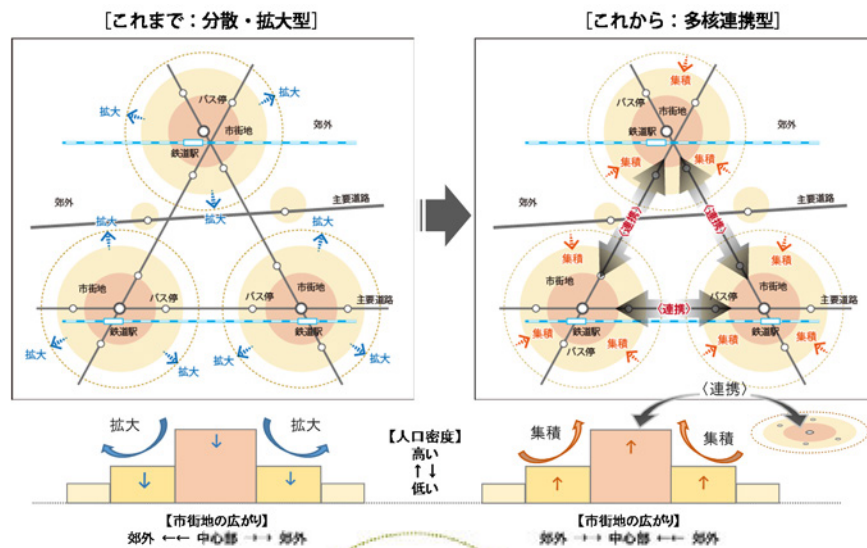 [これまで：分散・拡大型]
拡大
拡大
バス停
市街地
郊外
鉄道駅
郊外
拡大
主要道路
拡大
拡大
市街地
バス停
市街地
主要道路
鉄道駅
鉄道駅
拡大
拡大
拡大
拡大
[これから：多核連携型]
集積
バス停
市街地
郊外
鉄道駅
集積
集積
郊外
主要道路
〈連携〉
〈連携〉
集積
集積
市街地
バス停
市街地
主要道路
〈連携〉
鉄道駅
鉄道駅
集積
バス停
集積
集積
集積
拡大
拡大
【人口密度】
高い
↑↓
低い
〈連携〉
集積
集積
【市街地の広がり】
郊外 ←← 中心部 →→ 郊外
【市街地の広がり】
郊外 →→ 中心部 ←← 郊外